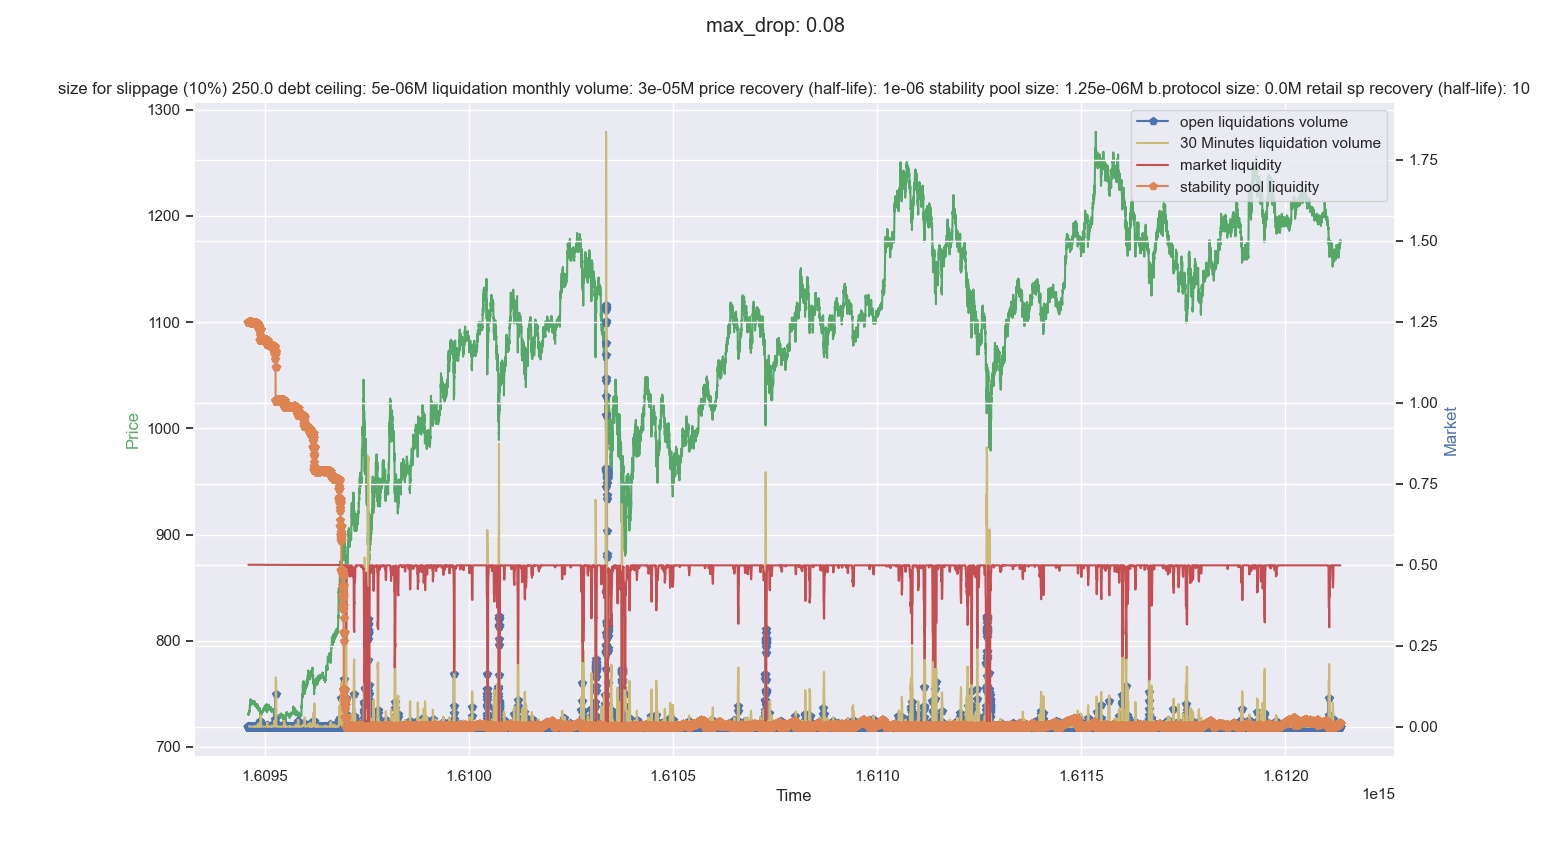 max_drop: 0.08
size for slippage (10%) 250.0 debt ceiling: 5e-06M liquidation monthly volume: 3e-05M price recovery (half-life): 1e-06 stability pool size: 1.25e-06M b.protocol size: 0.0M retail sp recovery (half-life): 10
open liquidations volume
30 Minutes liquidation volume
market liquidity
stability pool liquidity
1300
1200
1100
1000
900
800
700
Price
1.75
1.50
1.25
1.00
0.75
0.50
0.25
0.00
Market
1.6095 1.6100 1.6105 1.6110 1.6115 1.6120
1e15
Time